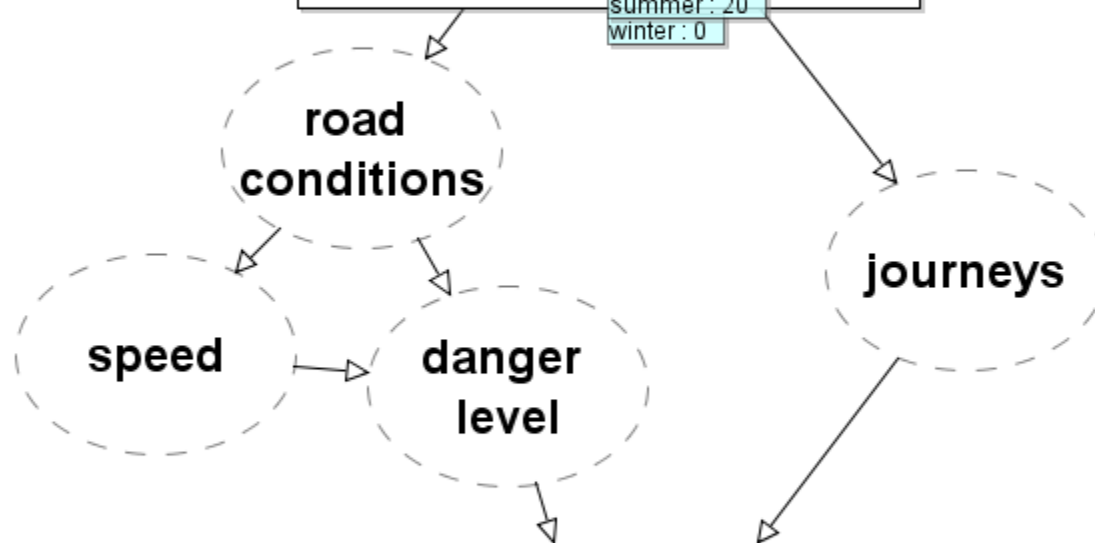 summer : 20
winter : 0
road
conditions
journeys
speed
danger
level